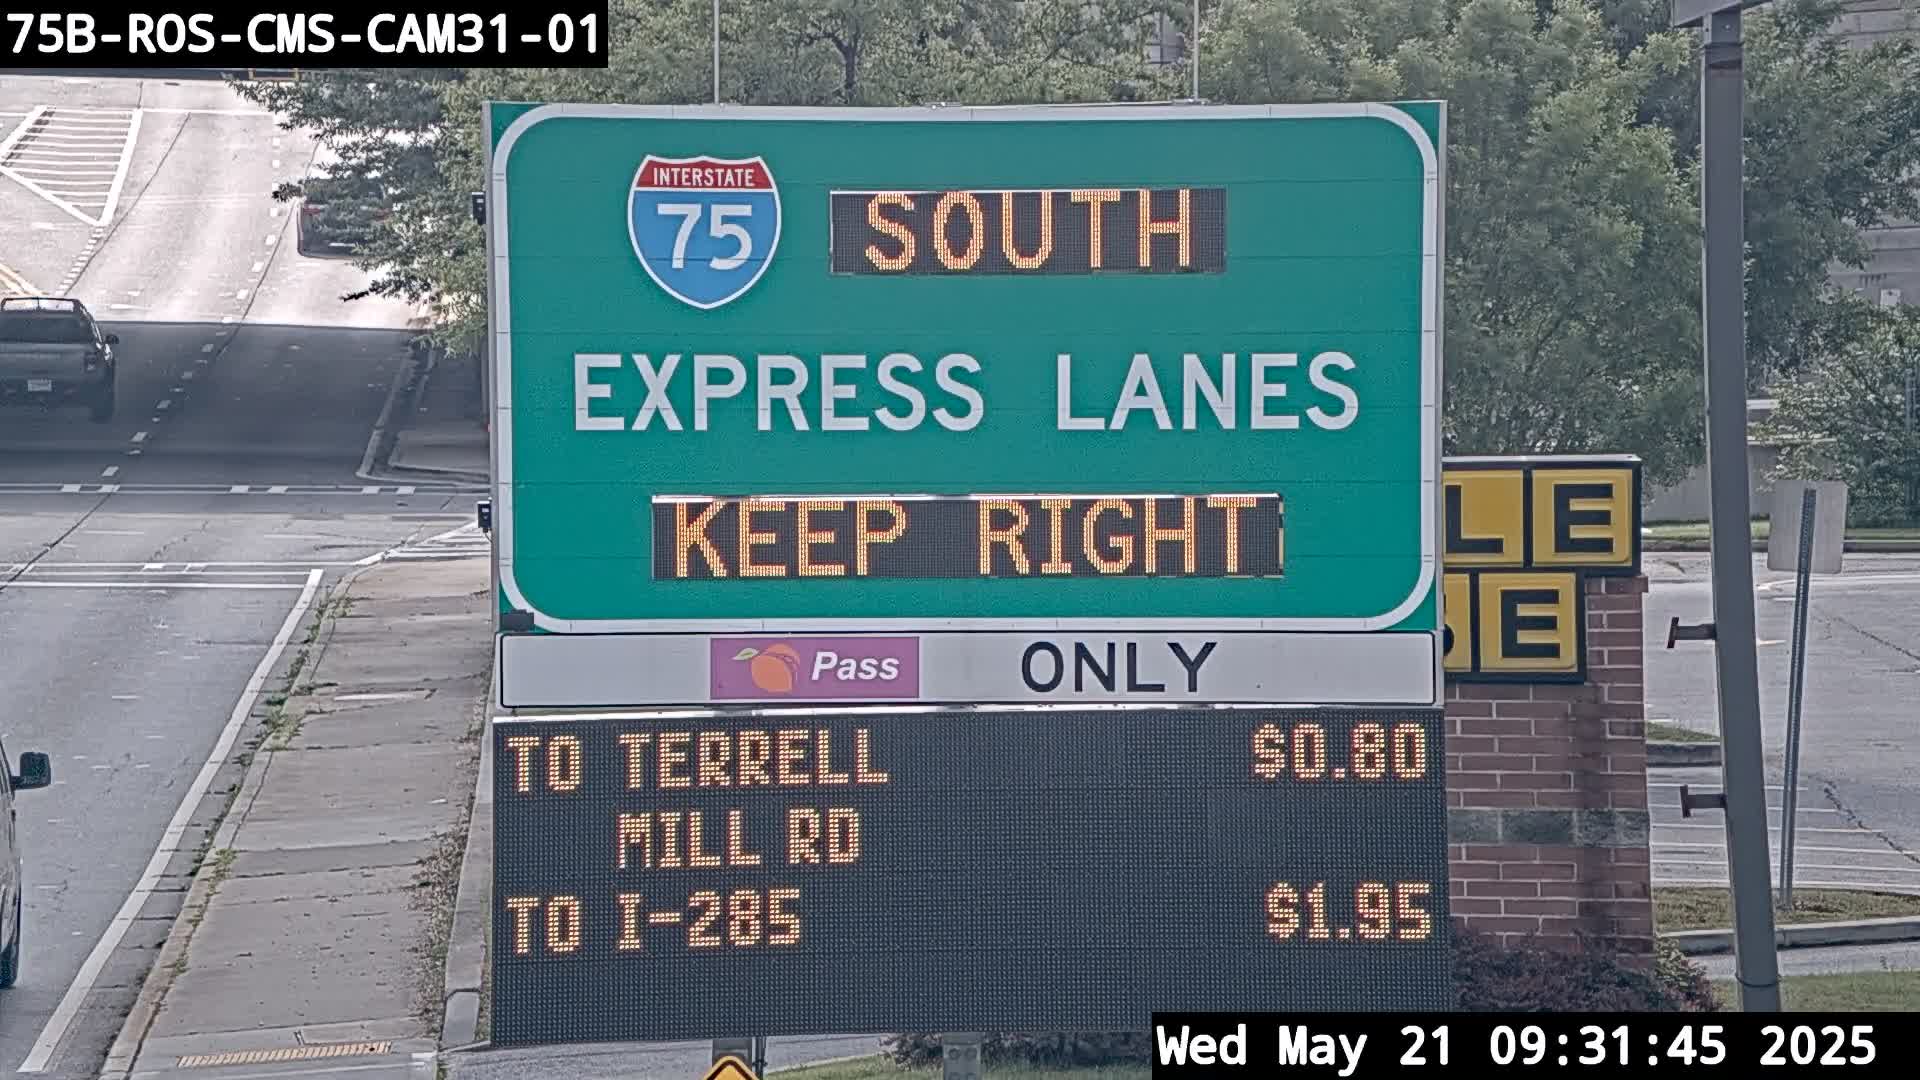 75B-ROS-CMS-CAM31-01
INTERSTATE
75
SOUTH
EXPRESS LANES
KEEP RIGHT
LE
E
Pass ONLY
TO TERRELL $0.80
MILL RD
TO I-285 $1.95
Wed May 21 09:31:45 2025